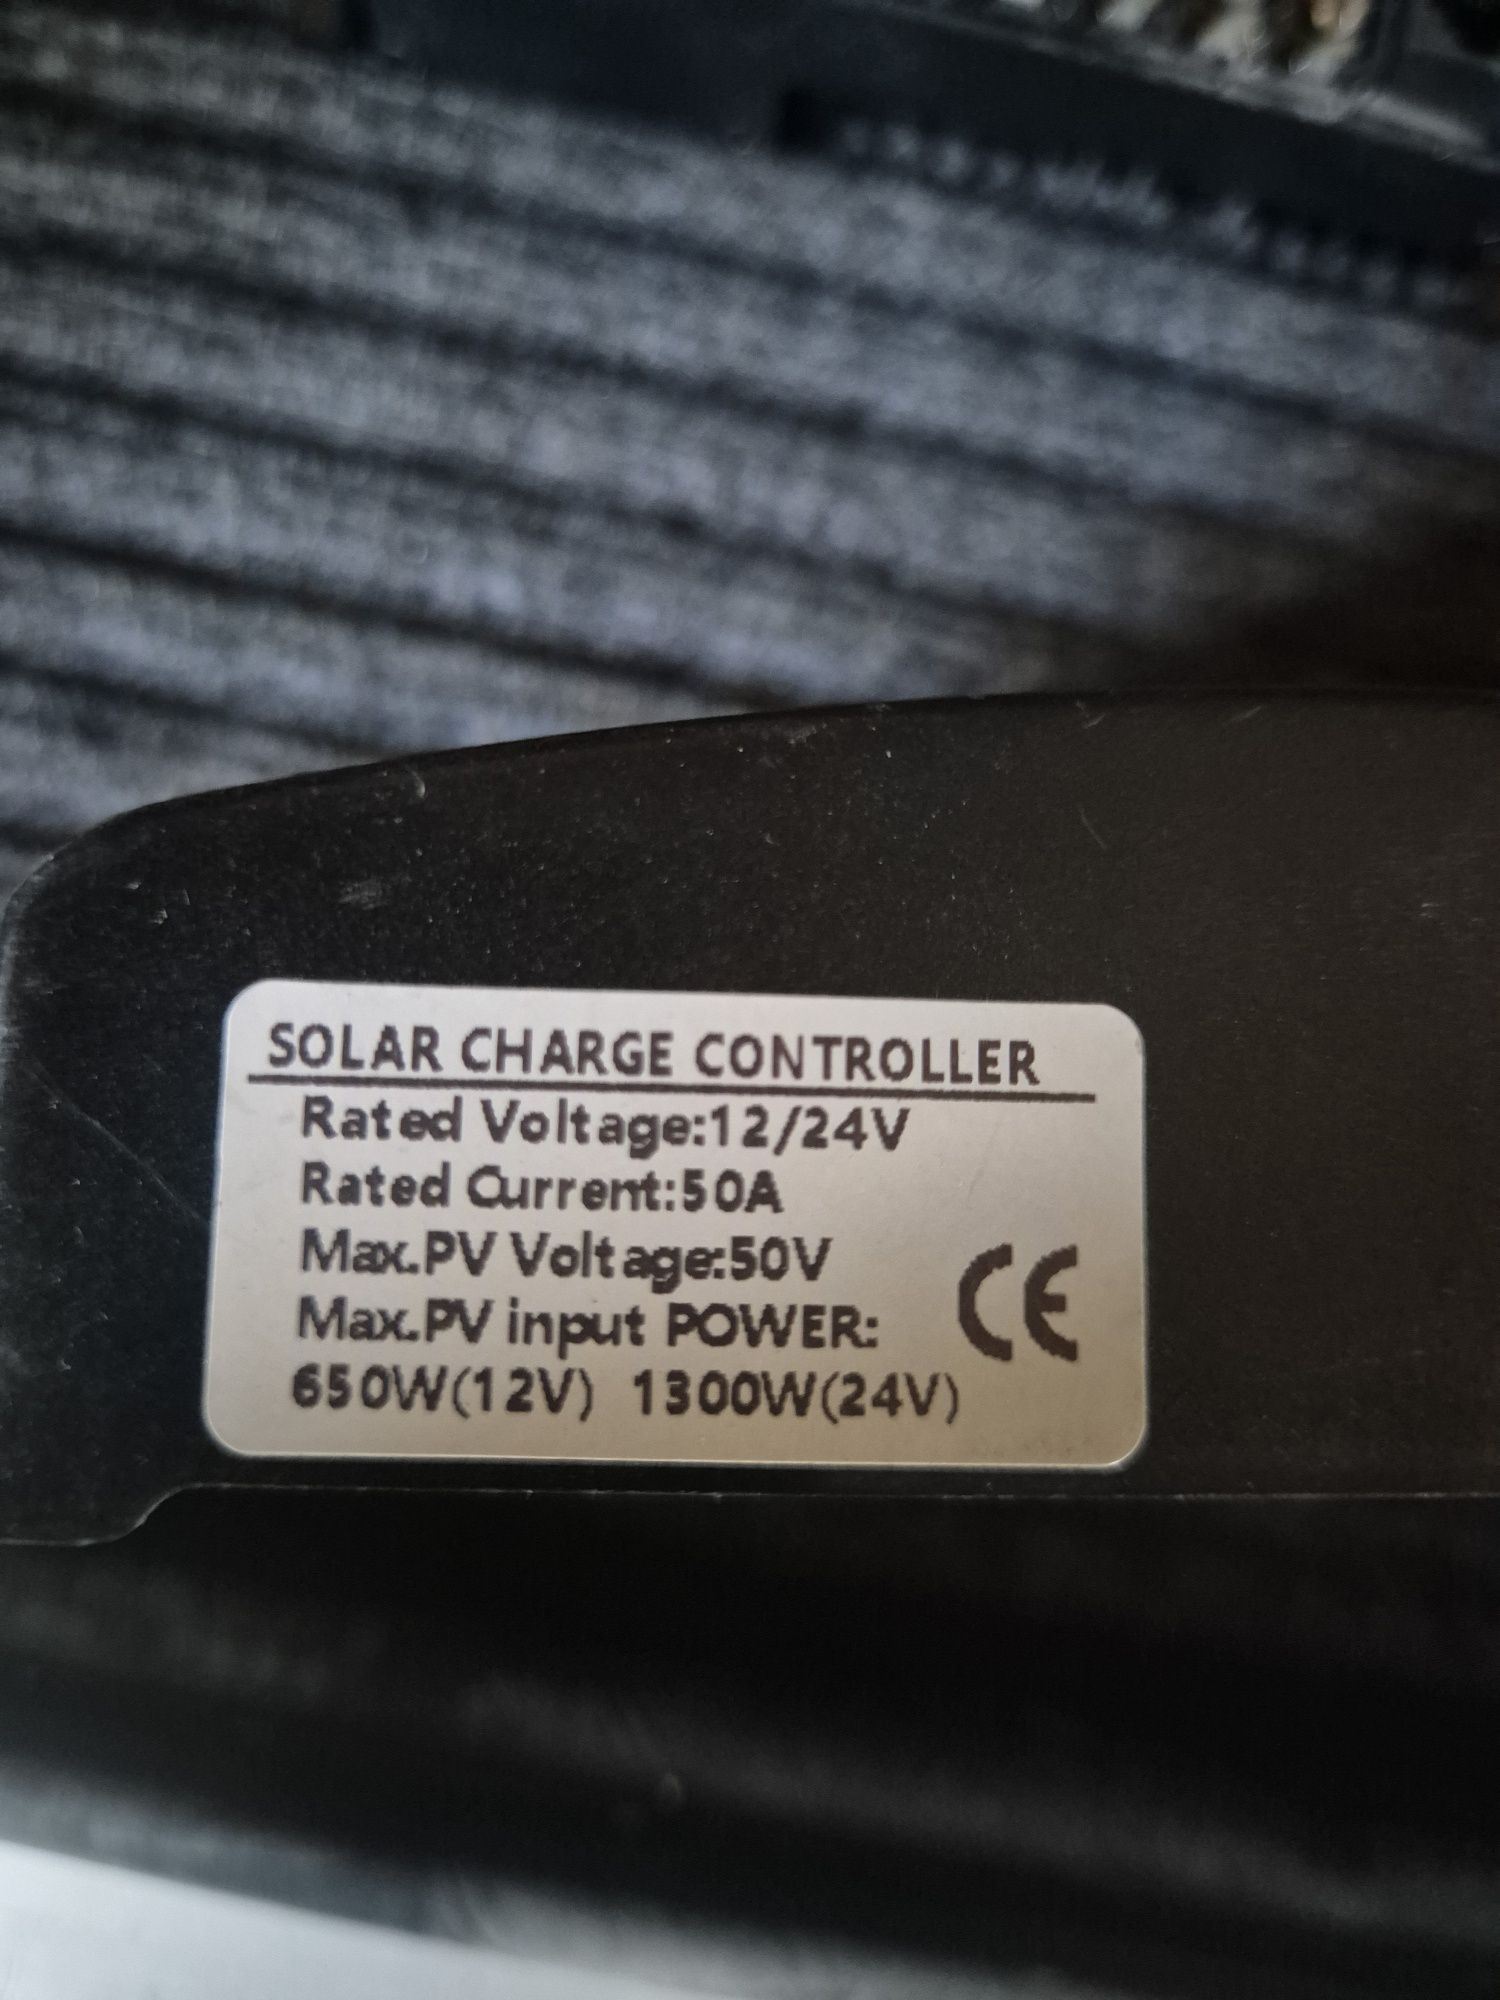 SOLAR CHARGE CONTROLLER
Rated Voltage:12/24V
Rated Current:50A
Max.PV Voltage:50V
Max.PV input POWER:
650W(12V) 1300W(24V)
CE